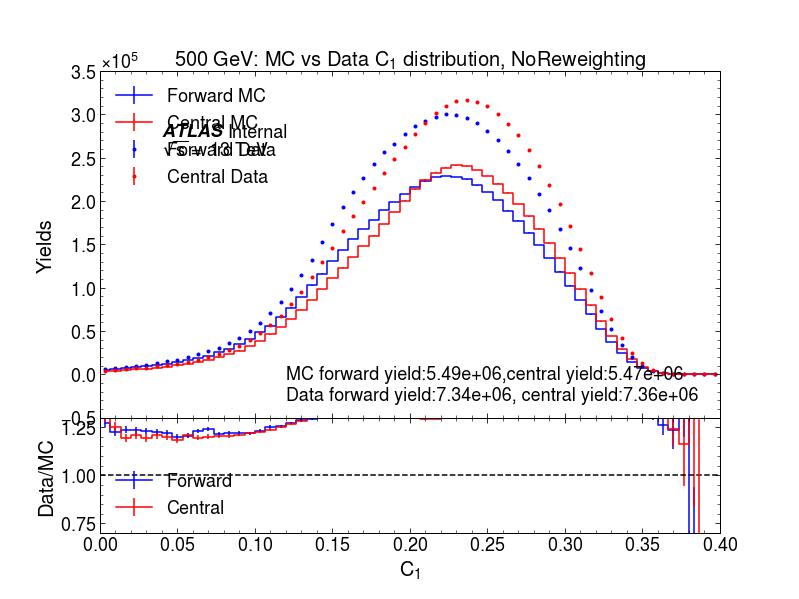 500 GeV: MC vs Data C₁ distribution, NoReweighting
×10⁵
3.5
3.0
2.5
2.0
1.5
1.0
0.5
0.0
0.5
Yields
Forward MC
Central MC
ATLAS Internal
√s = 13 TeV
Forward Data
Central Data
MC forward yield:5.49e+06,central yield:5.47e+06
Data forward yield:7.34e+06, central yield:7.36e+06
1.25
1.00
0.75
Data/MC
Forward
Central
0.00 0.05 0.10 0.15 0.20 0.25 0.30 0.35 0.40
C₁